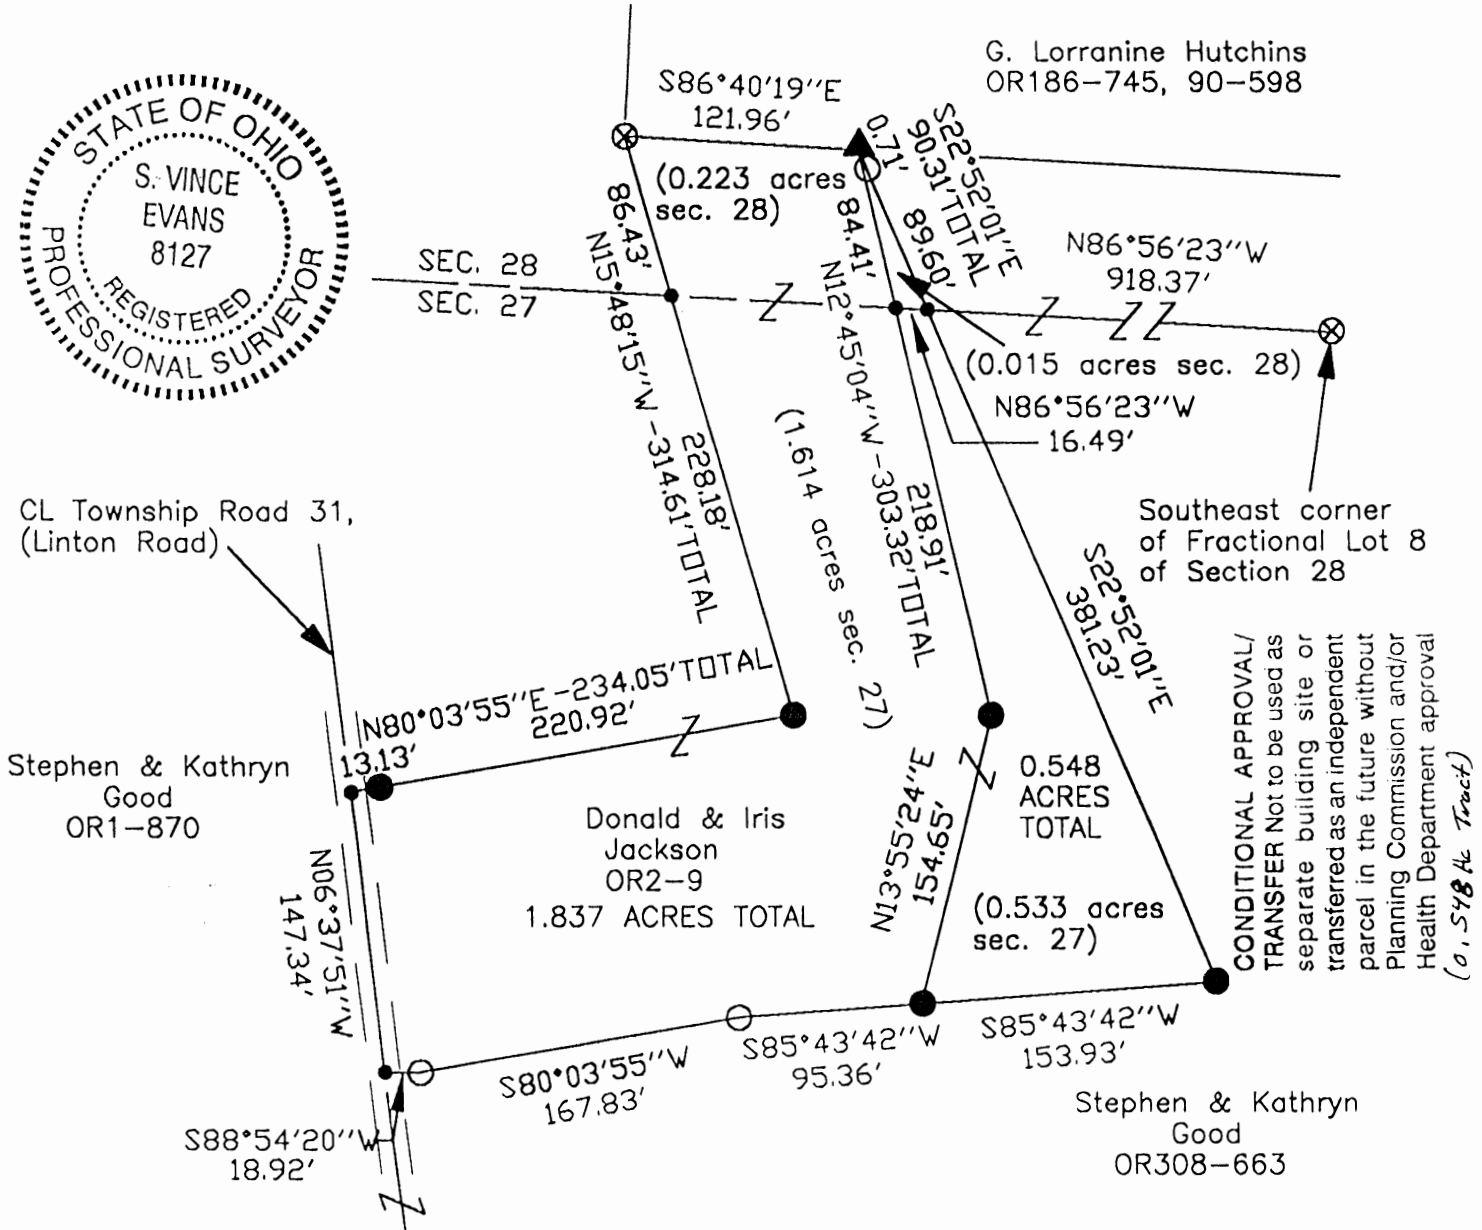 G. Lorranine Hutchins
OR186-745, 90-598
S86°40'19"E
121.96'
STATE OF OHIO
S. VINCE
EVANS
8127
REGISTERED
PROFESSIONAL SURVEYOR
0.71'
S22°52'01"E
90.31' TOTAL
89.60'
(0.223 acres
sec. 28)
86.43'
N15°48'15"W -314.61' TOTAL
228.18'
84.41'
N12°45'04"W -303.32' TOTAL
218.91'
N86°56'23"W
918.37'
SEC. 28
SEC. 27
(0.015 acres sec. 28)
N86°56'23"W
16.49'
(1.614 acres sec. 27)
Southeast corner
of Fractional Lot 8
of Section 28
CL Township Road 31,
(Linton Road)
S22°52'01"E
381.23'
N80°03'55"E -234.05' TOTAL
220.92'
13.13'
Stephen & Kathryn
Good
OR1-870
Donald & Iris
Jackson
OR2-9
1.837 ACRES TOTAL
N13°55'24"E
154.65'
0.548
ACRES
TOTAL
(0.533 acres
sec. 27)
CONDITIONAL APPROVAL/
TRANSFER Not to be used as
separate building site or
transferred as an independent
parcel in the future without
Planning Commission and/or
Health Department approval
(0.548 Ac Tract)
N06°37'51"W
147.34'
S88°54'20"W
18.92'
S80°03'55"W
167.83'
S85°43'42"W
95.36'
S85°43'42"W
153.93'
Stephen & Kathryn
Good
OR308-663